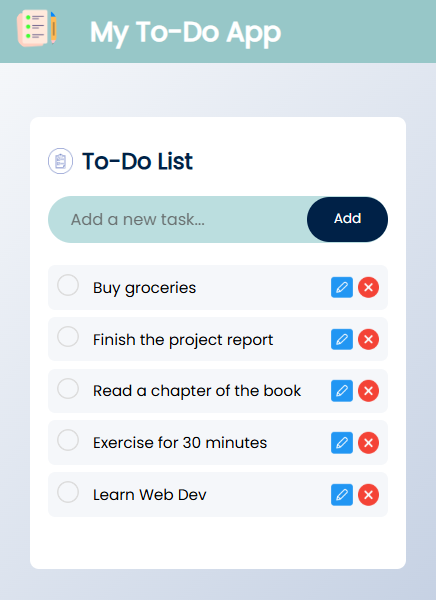 My To-Do App
To-Do List
Add a new task...
Add
Buy groceries
Finish the project report
Read a chapter of the book
Exercise for 30 minutes
Learn Web Dev